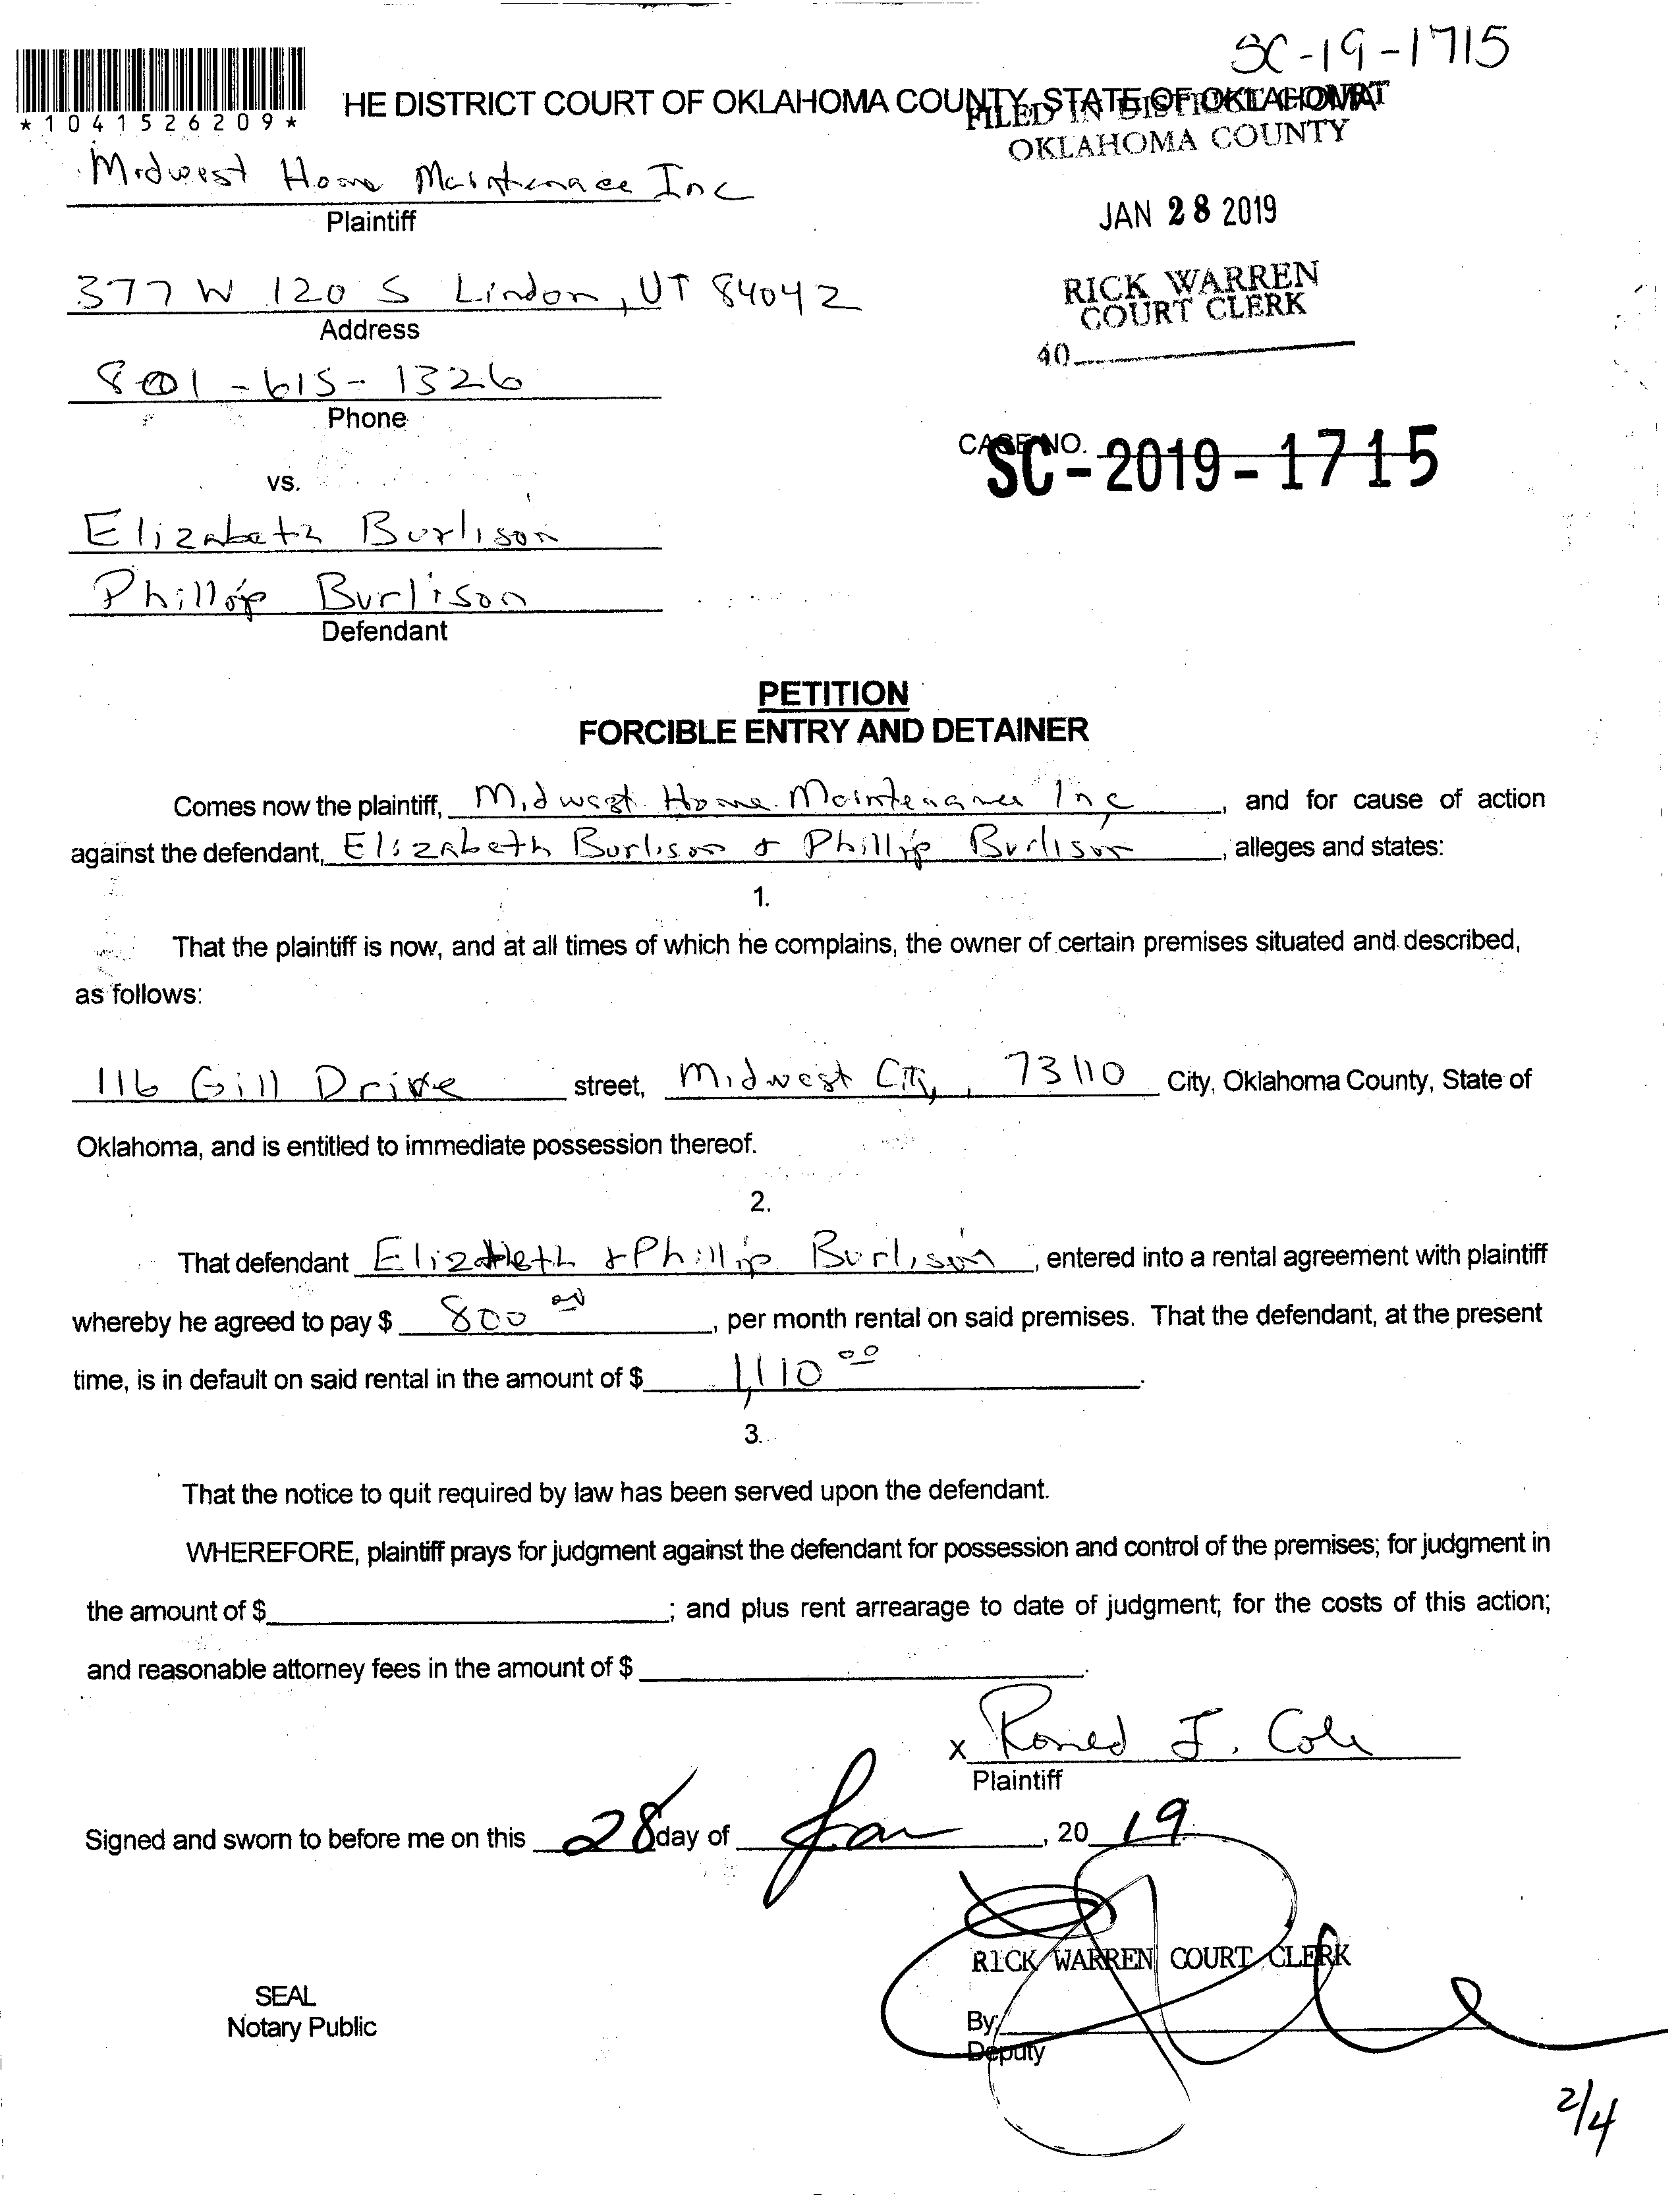 SC-19-1715
*1041526209*
HE DISTRICT COURT OF OKLAHOMA COUNTY, STATE OF OKLAHOMA
FILED IN DISTRICT COURT
OKLAHOMA COUNTY
Midwest Home Maintenace Inc
Plaintiff
JAN 28 2019
377 W 120 S Lindon, UT 84042
Address
RICK WARREN
COURT CLERK
40
801-615-1326
Phone
CASE NO.
SC-2019-1715
vs.
Elizabeth Burlison
Phillip Burlison
Defendant
PETITION
FORCIBLE ENTRY AND DETAINER
Comes now the plaintiff, Midwest Home Maintenance Inc, and for cause of action
against the defendant, Elizabeth Burlison & Phillip Burlison, alleges and states:
1.
That the plaintiff is now, and at all times of which he complains, the owner of certain premises situated and described,
as follows:
116 Gill Drive street, Midwest City, 73110 City, Oklahoma County, State of
Oklahoma, and is entitled to immediate possession thereof.
2.
That defendant Elizabeth & Phillip Burlison, entered into a rental agreement with plaintiff
whereby he agreed to pay $ 800 00, per month rental on said premises. That the defendant, at the present
time, is in default on said rental in the amount of $ 1,110 00.
3.
That the notice to quit required by law has been served upon the defendant.
WHEREFORE, plaintiff prays for judgment against the defendant for possession and control of the premises; for judgment in
the amount of $; and plus rent arrearage to date of judgment; for the costs of this action;
and reasonable attorney fees in the amount of $.
X Roned J. Cole
Plaintiff
Signed and sworn to before me on this 28 day of Jan, 2019.
RICK WARREN COURT CLERK
SEAL
Notary Public
By:
Deputy
2/4